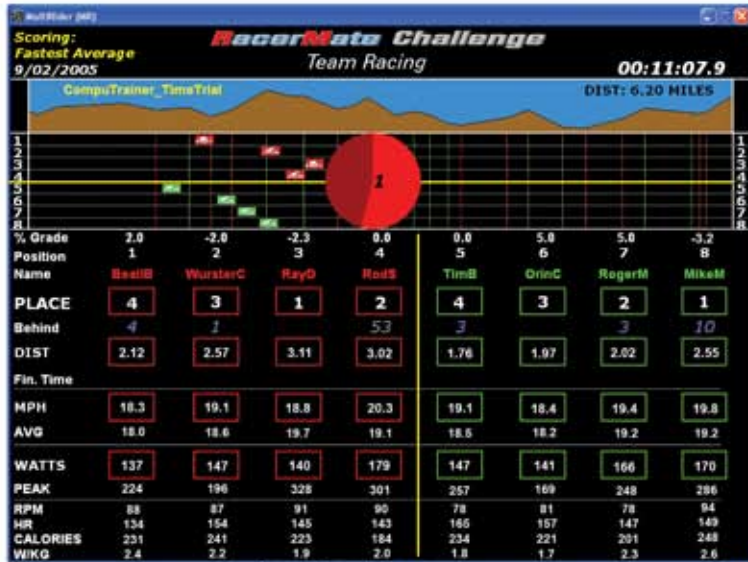 MultiRider [MR]
Scoring:
Fastest Average
9/02/2005
RacerMate Challenge
Team Racing
00:11:07.9
CompuTrainer_TimeTrial
DIST: 6.20 MILES
1 1
2 2
3 3
4 4
5 5
6 6
7 7
8 8
1
% Grade 2.0 -2.0 -2.3 0.0 0.0 5.0 5.0 -3.2
Position 1 2 3 4 5 6 7 8
Name WursterC RayD RodS TimB OrinC RogerM MikeM
PLACE 4 3 1 2 4 3 2 1
Behind 4 1 53 3 3 10
DIST 2.12 2.57 3.11 3.02 1.76 1.97 2.02 2.55
Fin. Time
MPH 18.3 19.1 18.8 20.3 19.1 18.4 19.4 19.8
AVG 18.0 18.6 19.7 19.1 18.5 18.2 19.2 19.2
WATTS 137 147 140 179 147 141 166 170
PEAK 224 196 328 301 257 169 248 286
RPM 88 87 91 90 78 81 78 94
HR 134 154 145 143 165 157 147 149
CALORIES 231 241 223 184 234 221 201 248
W/KG 2.4 2.2 1.9 2.0 1.8 1.7 2.3 2.6